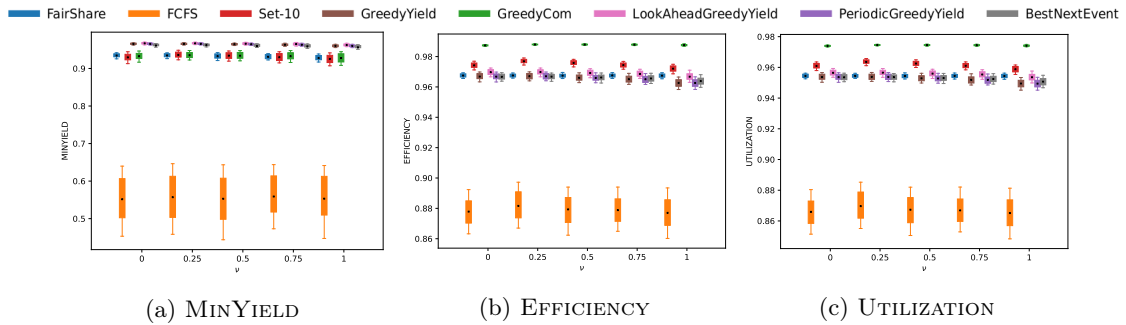 FairShare FCFS Set-10 GreedyYield GreedyCom LookAheadGreedyYield PeriodicGreedyYield BestNextEvent
MINYIELD
0.9
0.8
0.7
0.6
0.5
0 0.25 0.5 0.75 1
ν
(a) MINYIELD
EFFICIENCY
0.98
0.96
0.94
0.92
0.90
0.88
0.86
0 0.25 0.5 0.75 1
ν
(b) EFFICIENCY
UTILIZATION
0.98
0.96
0.94
0.92
0.90
0.88
0.86
0 0.25 0.5 0.75 1
ν
(c) UTILIZATION